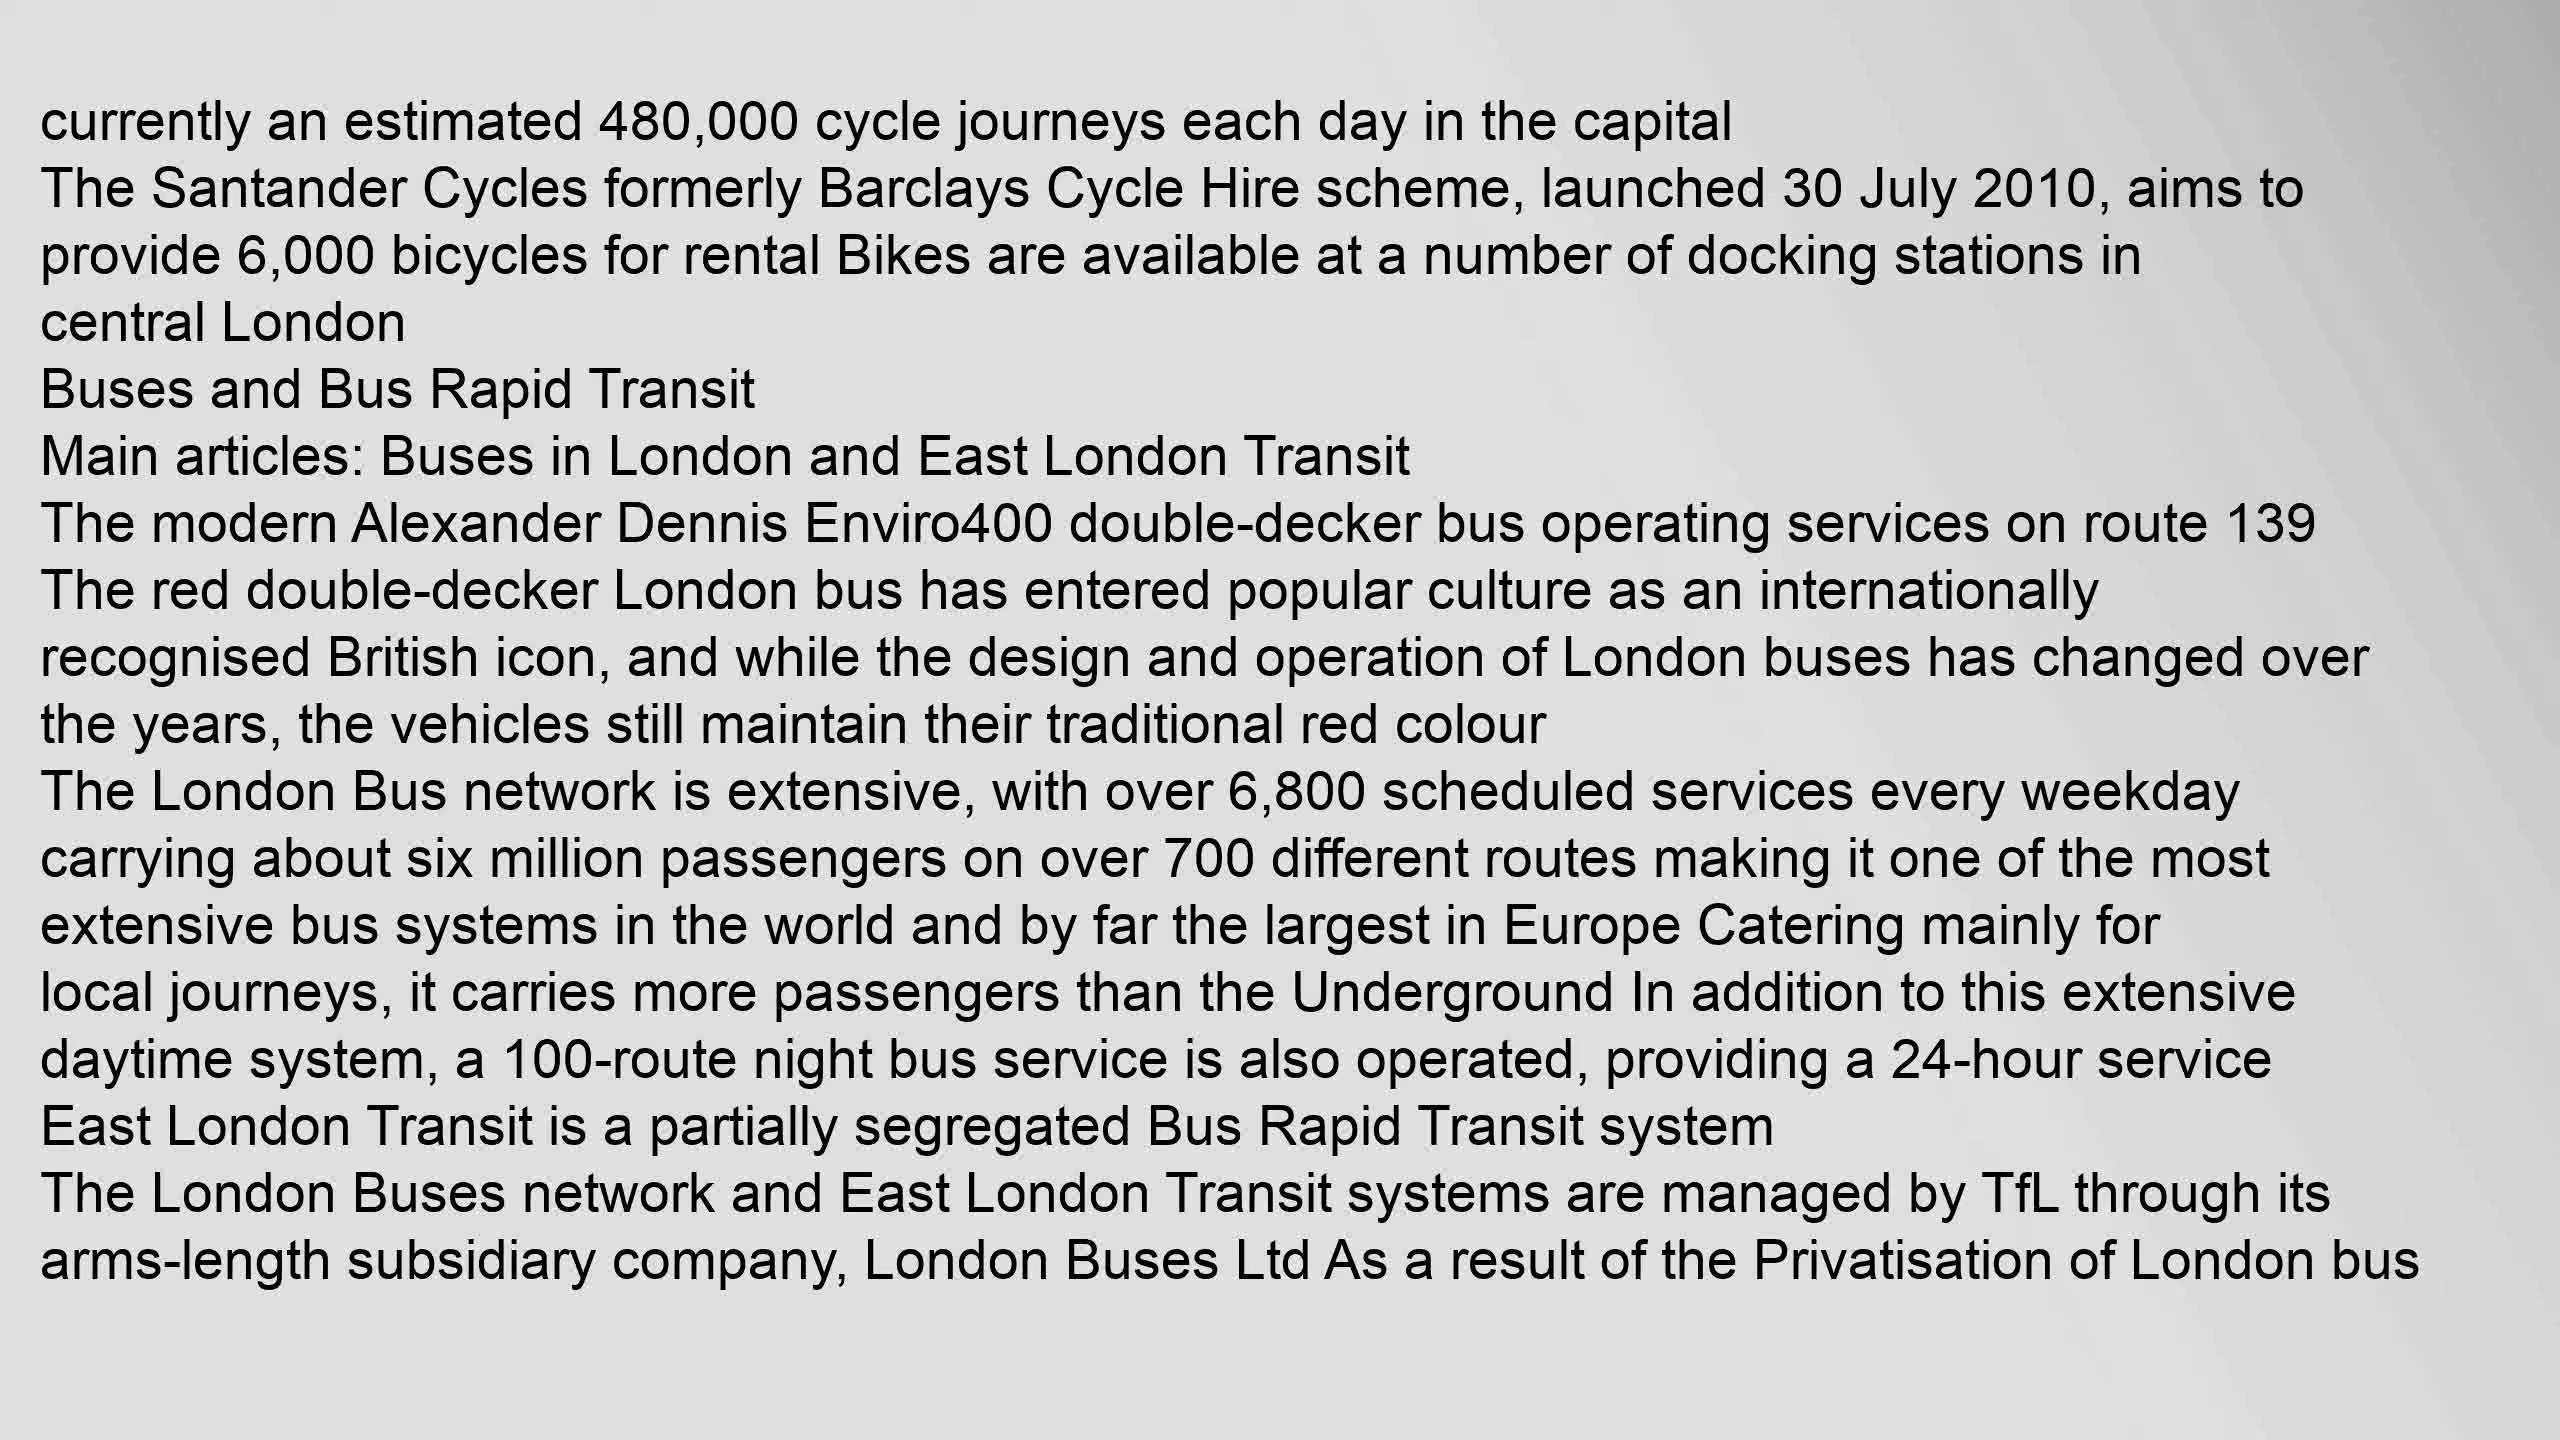 currently an estimated 480,000 cycle journeys each day in the capital
The Santander Cycles formerly Barclays Cycle Hire scheme, launched 30 July 2010, aims to
provide 6,000 bicycles for rental Bikes are available at a number of docking stations in
central London
Buses and Bus Rapid Transit
Main articles: Buses in London and East London Transit
The modern Alexander Dennis Enviro400 double-decker bus operating services on route 139
The red double-decker London bus has entered popular culture as an internationally
recognised British icon, and while the design and operation of London buses has changed over
the years, the vehicles still maintain their traditional red colour
The London Bus network is extensive, with over 6,800 scheduled services every weekday
carrying about six million passengers on over 700 different routes making it one of the most
extensive bus systems in the world and by far the largest in Europe Catering mainly for
local journeys, it carries more passengers than the Underground In addition to this extensive
daytime system, a 100-route night bus service is also operated, providing a 24-hour service
East London Transit is a partially segregated Bus Rapid Transit system
The London Buses network and East London Transit systems are managed by TfL through its
arms-length subsidiary company, London Buses Ltd As a result of the Privatisation of London bus